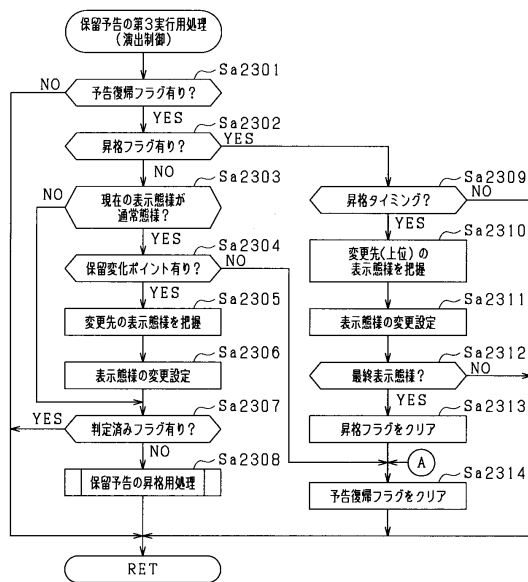 保留予告の第3実行用処理
(演出制御)
Sa2301
予告復帰フラグ有り?
NO
YES
Sa2302
昇格フラグ有り?
YES
NO
Sa2303
現在の表示態様が
通常態様?
NO
YES
Sa2304
保留変化ポイント有り?
NO
YES
Sa2305
変更先の表示態様を把握
Sa2306
表示態様の変更設定
Sa2307
判定済みフラグ有り?
YES
NO
Sa2308
保留予告の昇格用処理
RET
Sa2309
昇格タイミング?
NO
YES
Sa2310
変更先(上位)の
表示態様を把握
Sa2311
表示態様の変更設定
Sa2312
最終表示態様?
NO
YES
Sa2313
昇格フラグをクリア
A
Sa2314
予告復帰フラグをクリア